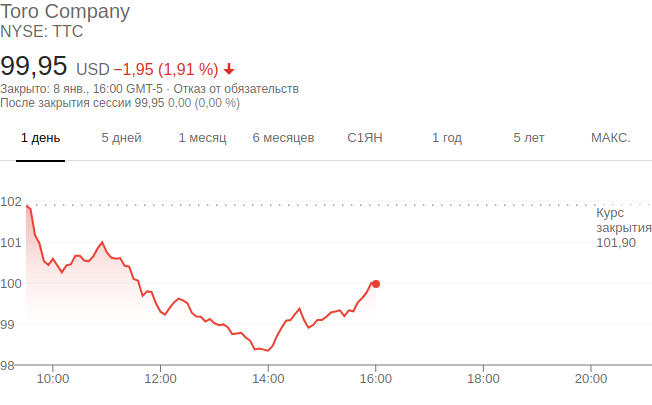 Toro Company
NYSE: TTC
99,95 USD −1,95 (1,91 %)
Закрыто: 8 янв., 16:00 GMT-5 · Отказ от обязательств
После закрытия сессии 99,95 0,00 (0,00 %)
1 день 5 дней 1 месяц 6 месяцев С1ЯН 1 год 5 лет МАКС.
102
Курс
закрытия
101,90
101
100
99
98
10:00 12:00 14:00 16:00 18:00 20:00